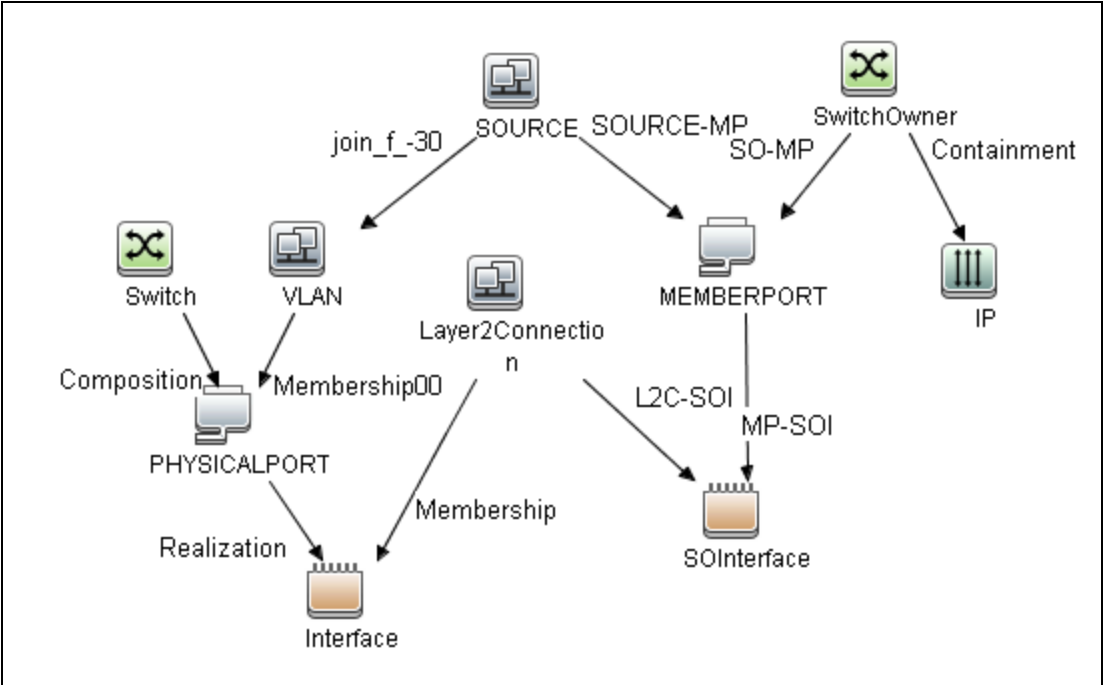 SwitchOwner
SOURCE
SOURCE-MP
join_f_-30
SO-MP
Containment
Switch
VLAN
MEMBERPORT
IP
Layer2Connectio
n
Composition
Membership00
L2C-SOI
MP-SOI
PHYSICALPORT
Membership
Realization
SOInterface
Interface